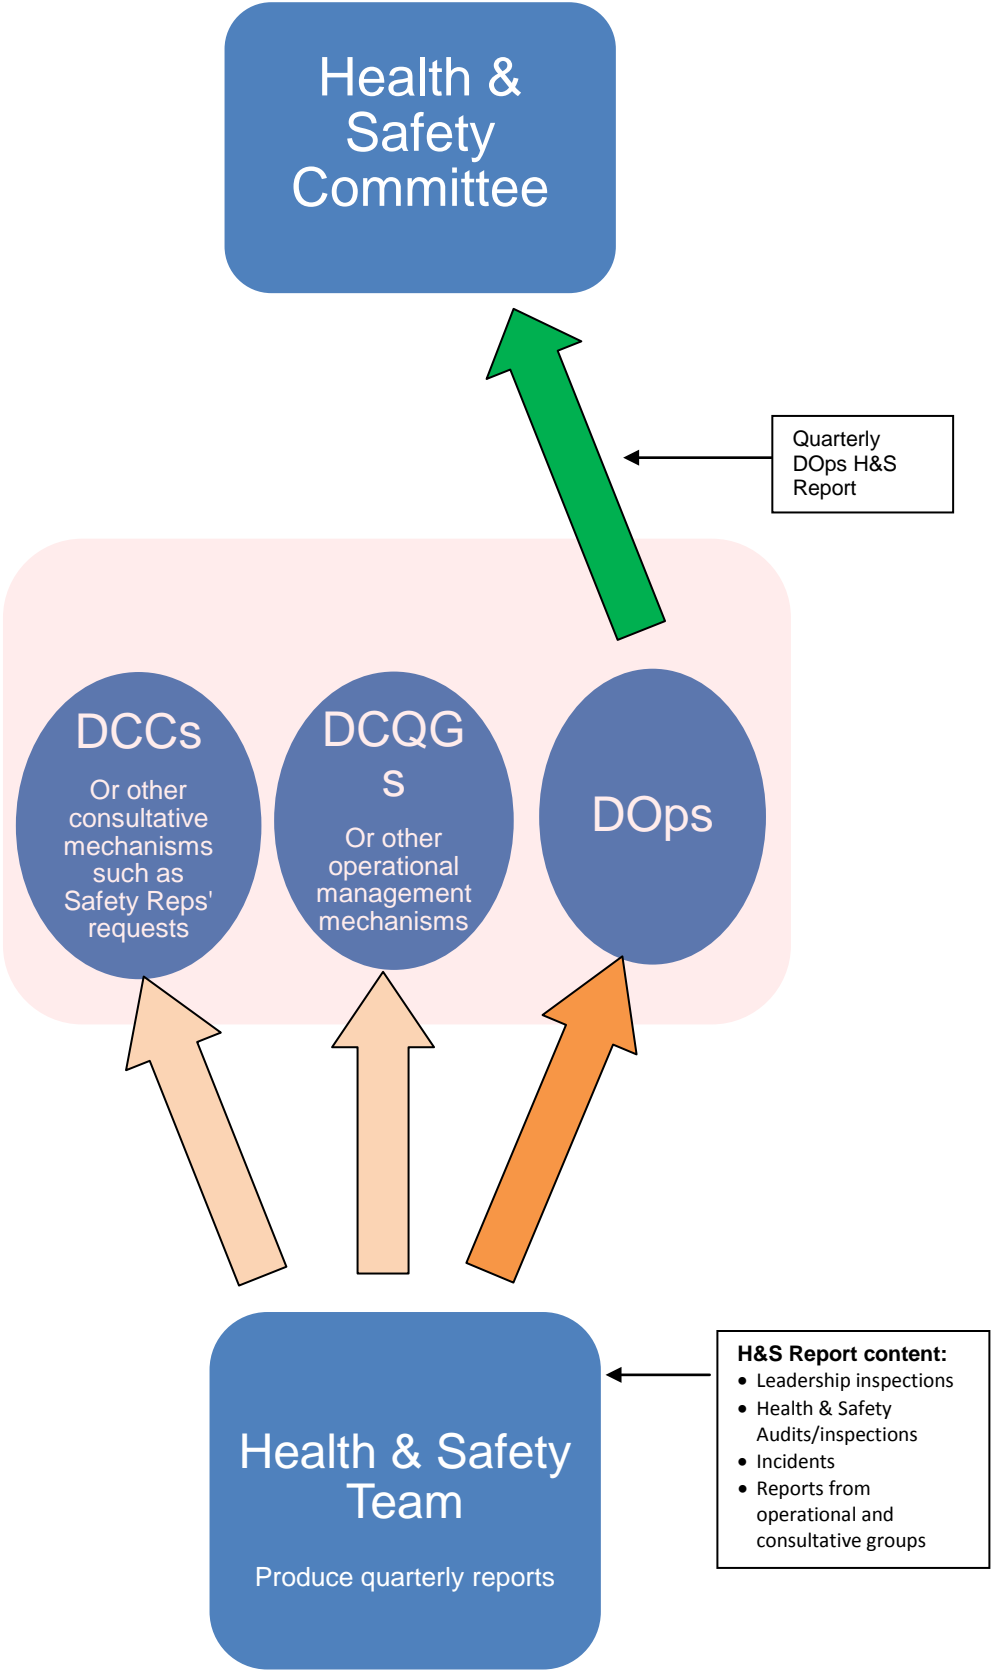 Health &
Safety
Committee
Quarterly
DOps H&S
Report
DCCs
Or other
consultative
mechanisms
such as
Safety Reps'
requests
DCQG
s
Or other
operational
management
mechanisms
DOps
Health & Safety
Team
Produce quarterly reports
H&S Report content:
• Leadership inspections
• Health & Safety
Audits/inspections
• Incidents
• Reports from
operational and
consultative groups